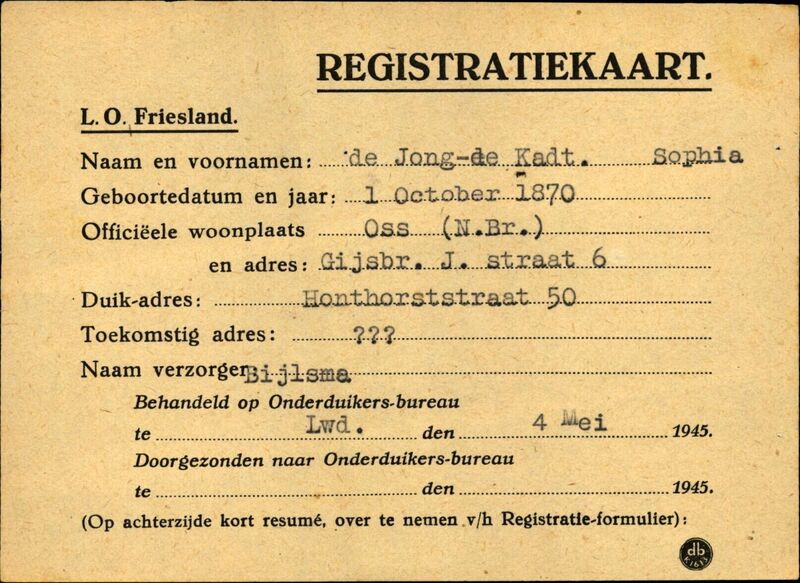 REGISTRATIEKAART.
L. O. Friesland.
Naam en voornamen: de Jong-de Kadt. Sophia
Geboortedatum en jaar: 1 October 1870
Officiëele woonplaats Oss (N.Br.)
en adres: Gijsbr. J. straat 6
Duik-adres: Honthorststraat 50
Toekomstig adres: ???
Naam verzorger Bijlsma
Behandeld op Onderduikers-bureau
te Lwd. den 4 Mei 1945.
Doorgezonden naar Onderduikers-bureau
te den 1945.
(Op achterzijde kort resumé, over te nemen v/h Registratie-formulier):
db
K 1613